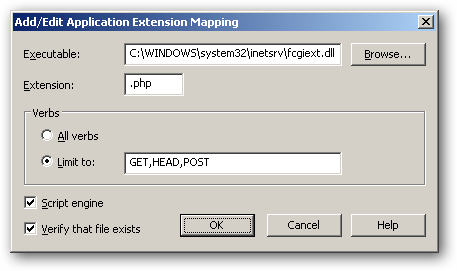 Add/Edit Application Extension Mapping
Executable: C:\WINDOWS\system32\inetsrv\fcgiext.dll Browse...
Extension: .php
Verbs
All verbs
Limit to: GET,HEAD,POST
Script engine
Verify that file exists
OK Cancel Help